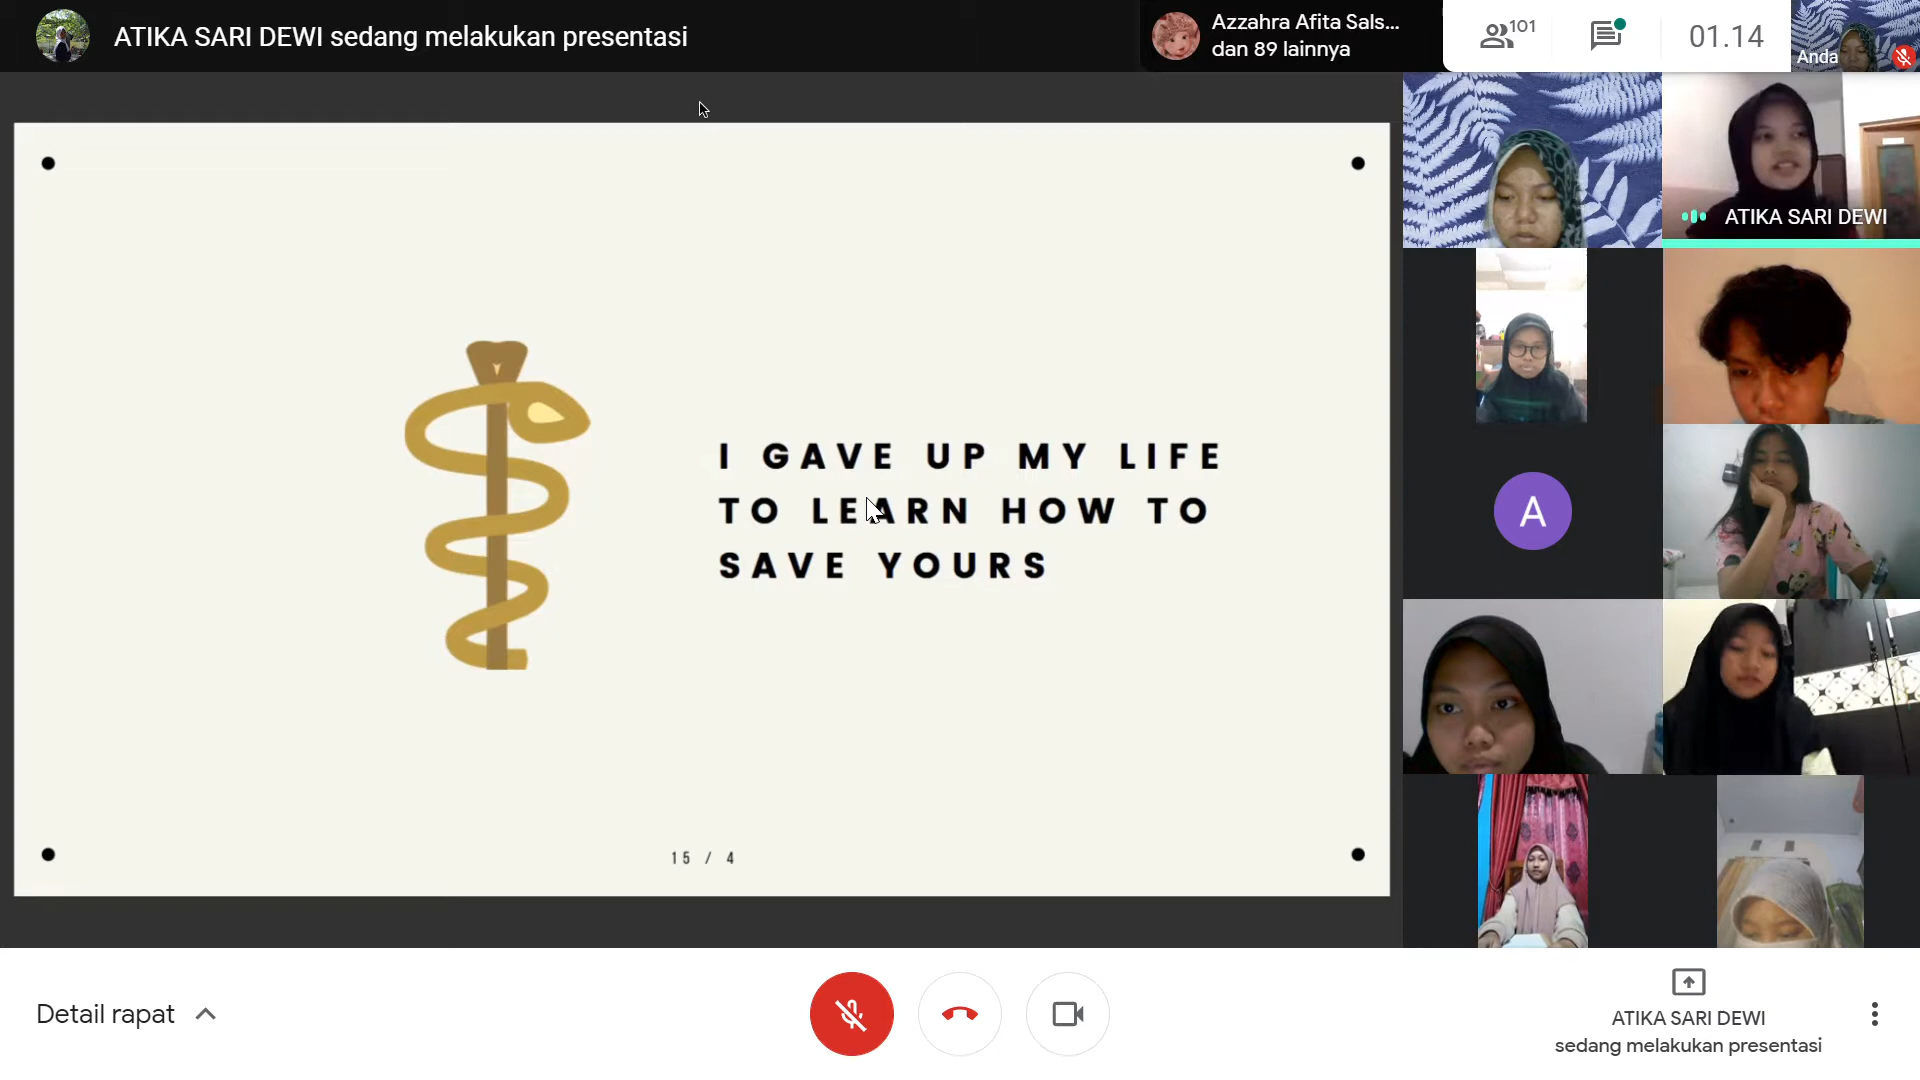 ATIKA SARI DEWI sedang melakukan presentasi
Azzahra Afita Sals...
dan 89 lainnya
101
01.14
Anda
ATIKA SARI DEWI
I GAVE UP MY LIFE
TO LEARN HOW TO
SAVE YOURS
A
15 / 4
Detail rapat
ATIKA SARI DEWI
sedang melakukan presentasi